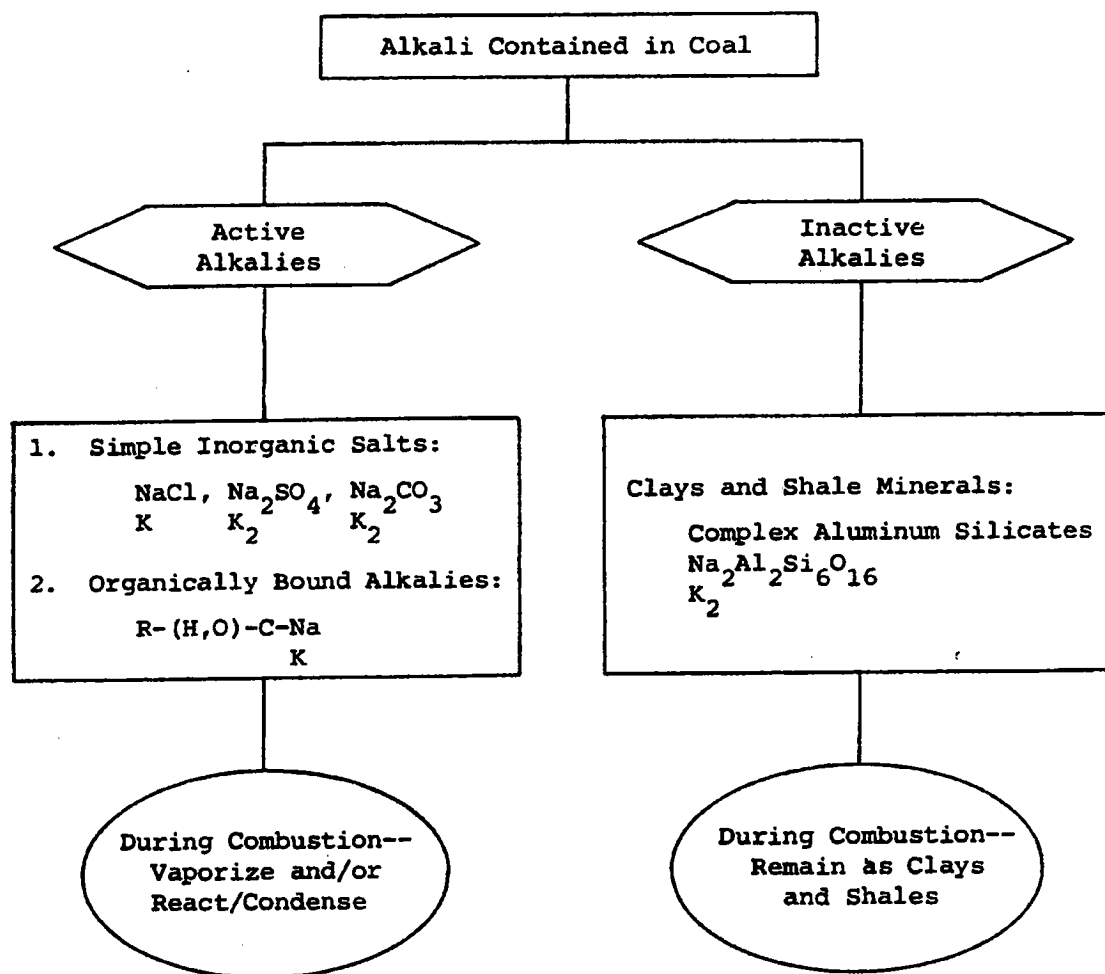 Alkali Contained in Coal
Active
Alkalies
Inactive
Alkalies
1. Simple Inorganic Salts:
NaCl, Na2SO4, Na2CO3
K K2 K2
2. Organically Bound Alkalies:
R-(H,O)-C-Na
K
Clays and Shale Minerals:
Complex Aluminum Silicates
Na2Al2Si6O16
K2
During Combustion--
Vaporize and/or
React/Condense
During Combustion--
Remain as Clays
and Shales